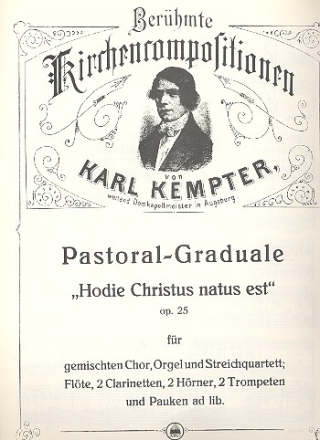 Berühmte
Kirchencompositionen
von
KARL KEMPTER,
weiland Domkapellmeister in Augsburg
Pastoral-Graduale
„Hodie Christus natus est“
op. 25
für
gemischten Chor, Orgel und Streichquartett;
Flöte, 2 Clarinetten, 2 Hörner, 2 Trompeten
und Pauken ad lib.